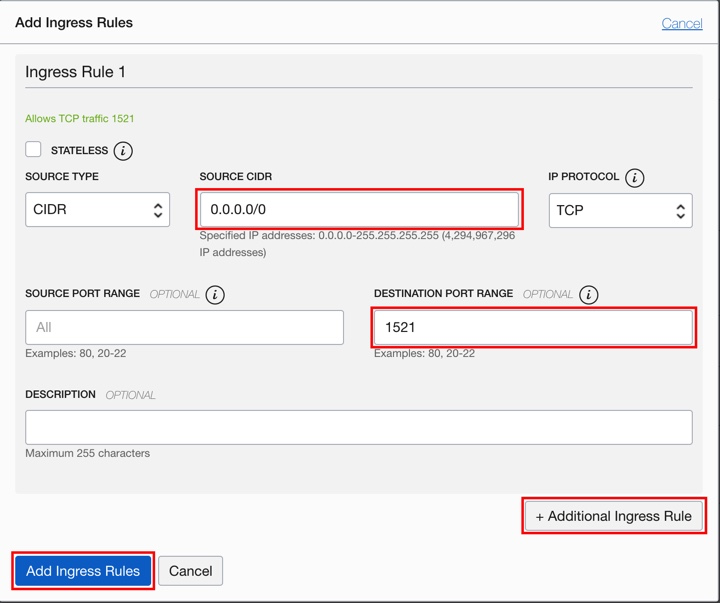 Add Ingress Rules
Cancel
Ingress Rule 1
Allows TCP traffic 1521
STATELESS i
SOURCE TYPE
SOURCE CIDR
IP PROTOCOL i
CIDR
0.0.0.0/0
TCP
Specified IP addresses: 0.0.0.0-255.255.255.255 (4,294,967,296
IP addresses)
SOURCE PORT RANGE OPTIONAL i
DESTINATION PORT RANGE OPTIONAL i
All
1521
Examples: 80, 20-22
Examples: 80, 20-22
DESCRIPTION OPTIONAL
Maximum 255 characters
+ Additional Ingress Rule
Add Ingress Rules
Cancel